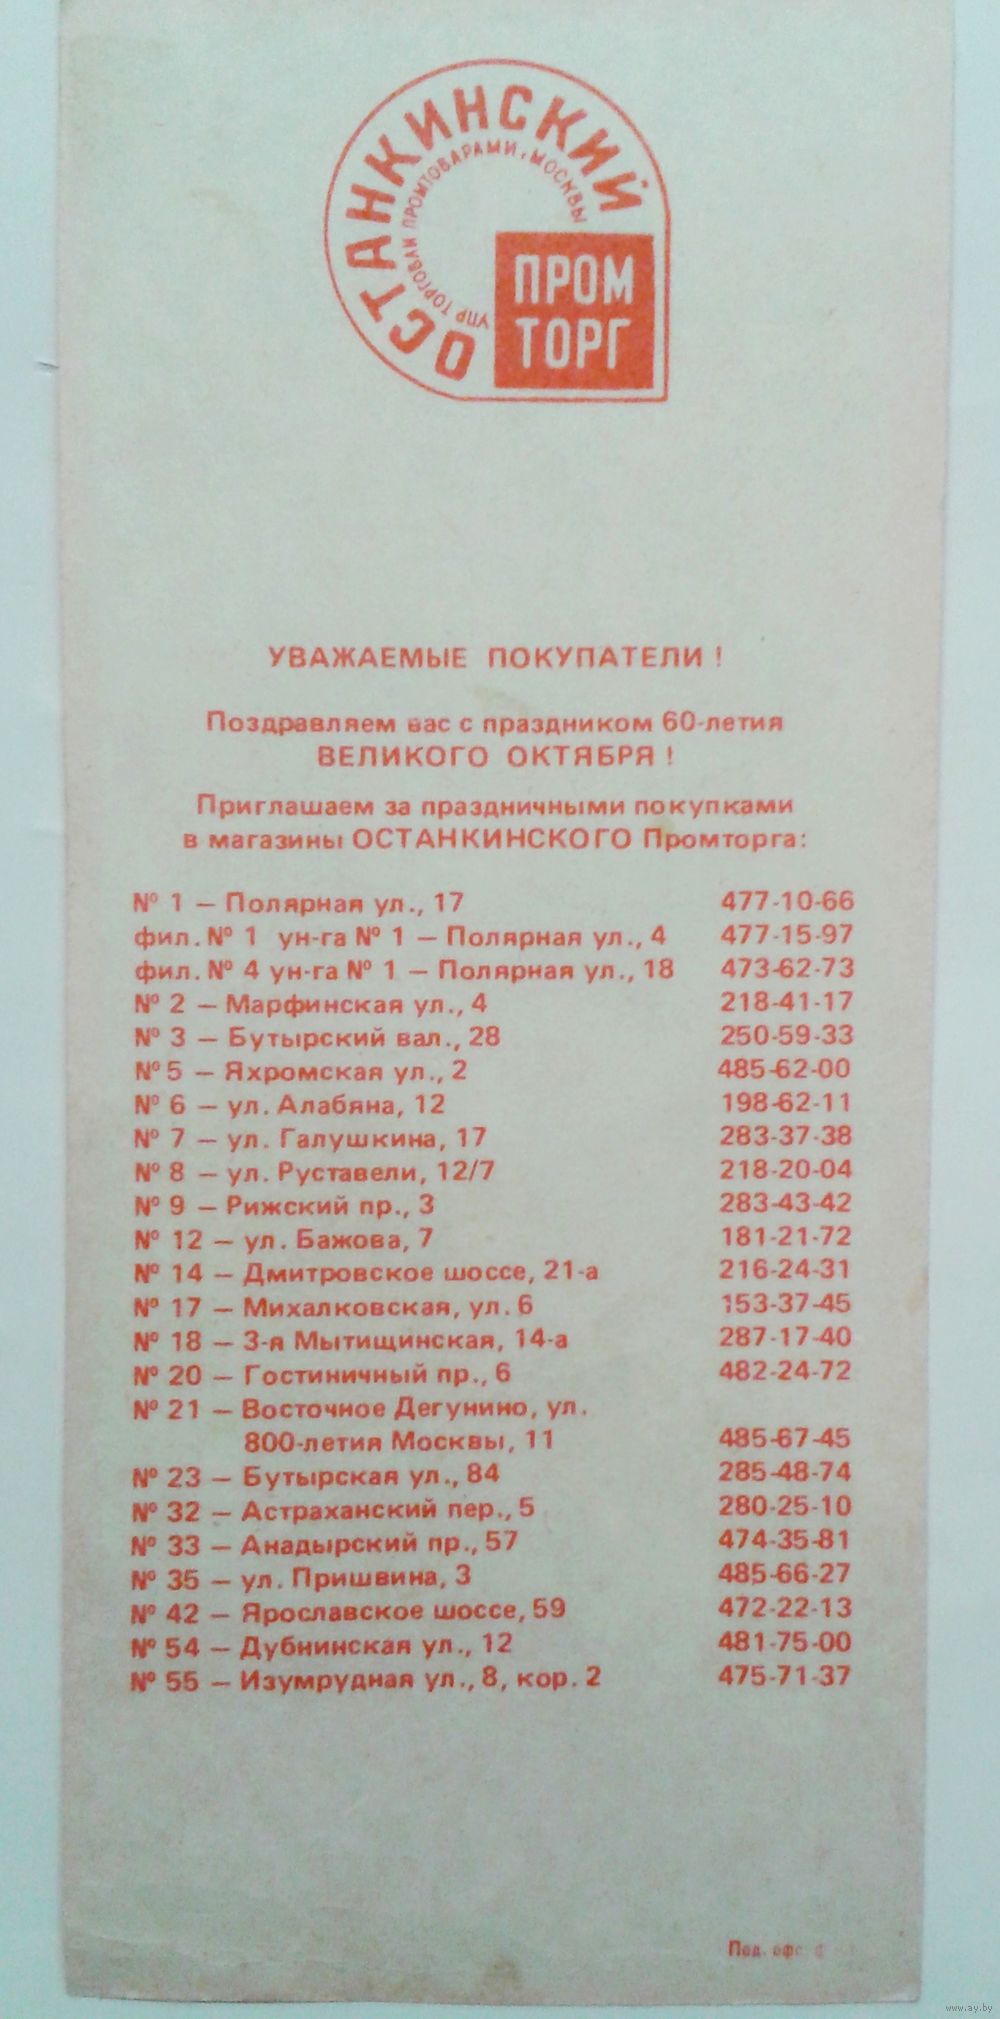 ОСТАНКИНСКИЙ
УПР ТОРГОВЛИ ПРОМТОВАРАМИ г. МОСКВЫ
ПРОМ
ТОРГ
УВАЖАЕМЫЕ ПОКУПАТЕЛИ !
Поздравляем вас с праздником 60-летия
ВЕЛИКОГО ОКТЯБРЯ !
Приглашаем за праздничными покупками
в магазины ОСТАНКИНСКОГО Промторга:
№ 1 — Полярная ул., 17 477-10-66
фил. № 1 ун-га № 1 — Полярная ул., 4 477-15-97
фил. № 4 ун-га № 1 — Полярная ул., 18 473-62-73
№ 2 — Марфинская ул., 4 218-41-17
№ 3 — Бутырский вал., 28 250-59-33
№ 5 — Яхромская ул., 2 485-62-00
№ 6 — ул. Алабяна, 12 198-62-11
№ 7 — ул. Галушкина, 17 283-37-38
№ 8 — ул. Руставели, 12/7 218-20-04
№ 9 — Рижский пр., 3 283-43-42
№ 12 — ул. Бажова, 7 181-21-72
№ 14 — Дмитровское шоссе, 21-а 216-24-31
№ 17 — Михалковская, ул. 6 153-37-45
№ 18 — 3-я Мытищинская, 14-а 287-17-40
№ 20 — Гостиничный пр., 6 482-24-72
№ 21 — Восточное Дегунино, ул.
800-летия Москвы, 11 485-67-45
№ 23 — Бутырская ул., 84 285-48-74
№ 32 — Астраханский пер., 5 280-25-10
№ 33 — Анадырский пр., 57 474-35-81
№ 35 — ул. Пришвина, 3 485-66-27
№ 42 — Ярославское шоссе, 59 472-22-13
№ 54 — Дубнинская ул., 12 481-75-00
№ 55 — Изумрудная ул., 8, кор. 2 475-71-37
www.ay.by